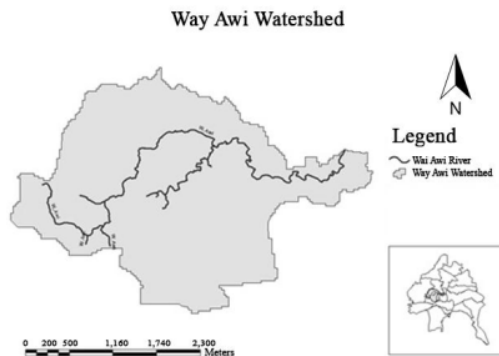 Way Awi Watershed
N
Legend
Wai Awi River
Way Awi Watershed
0 200 500 1,160 1,740 2,300
Meters